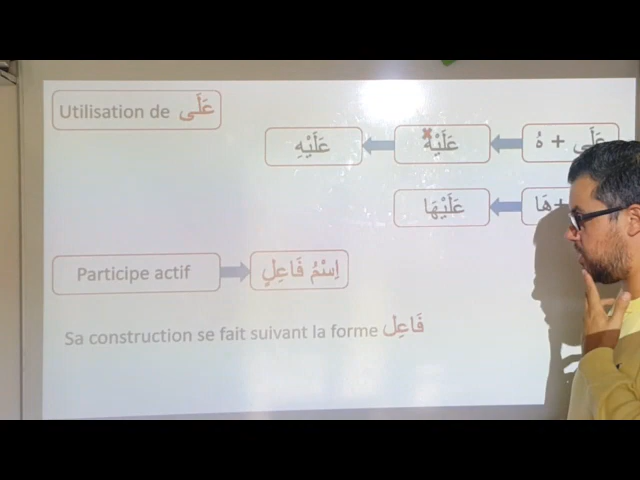 Utilisation de عَلَى
عَلَى + هُ عَلَيْهُ عَلَيْهِ
+ هَا عَلَيْهَا
Participe actif اِسْمُ فَاعِلٍ
Sa construction se fait suivant la forme فَاعِل